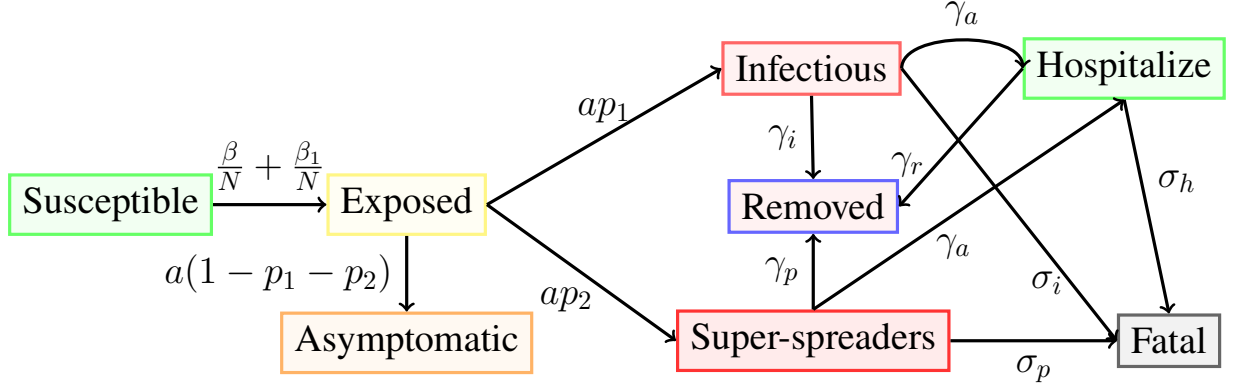 γₐ
Infectious
Hospitalize
ap₁
γᵢ
β/N + β₁/N
γᵣ
σₕ
Susceptible
Exposed
Removed
a(1 − p₁ − p₂)
γₚ
γₐ
ap₂
σᵢ
Asymptomatic
Super-spreaders
σₚ
Fatal